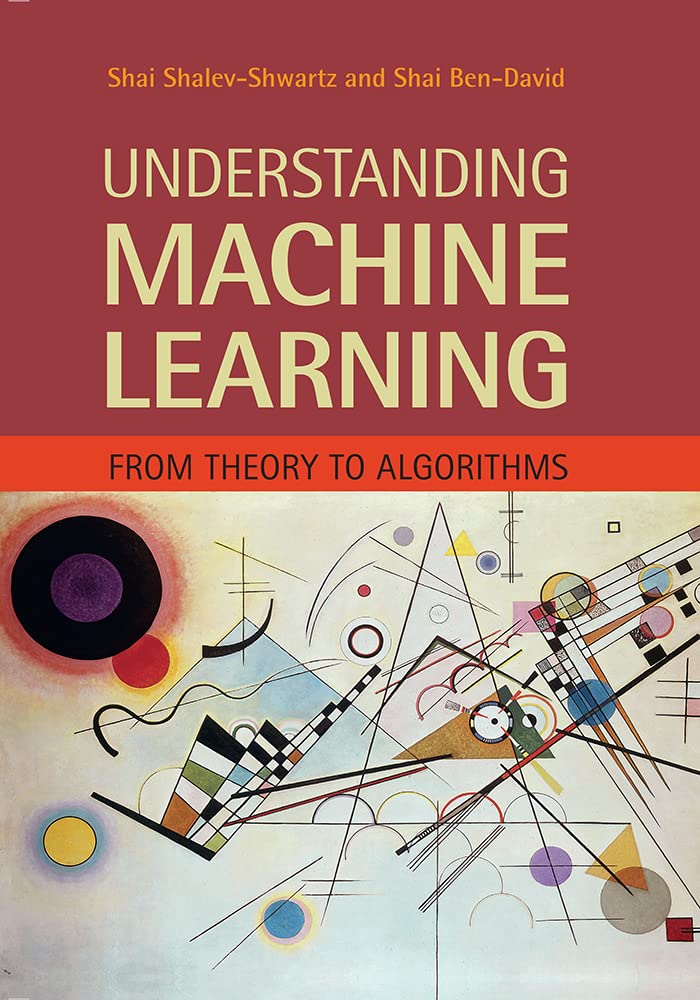 Shai Shalev-Shwartz and Shai Ben-David
UNDERSTANDING
MACHINE
LEARNING
FROM THEORY TO ALGORITHMS